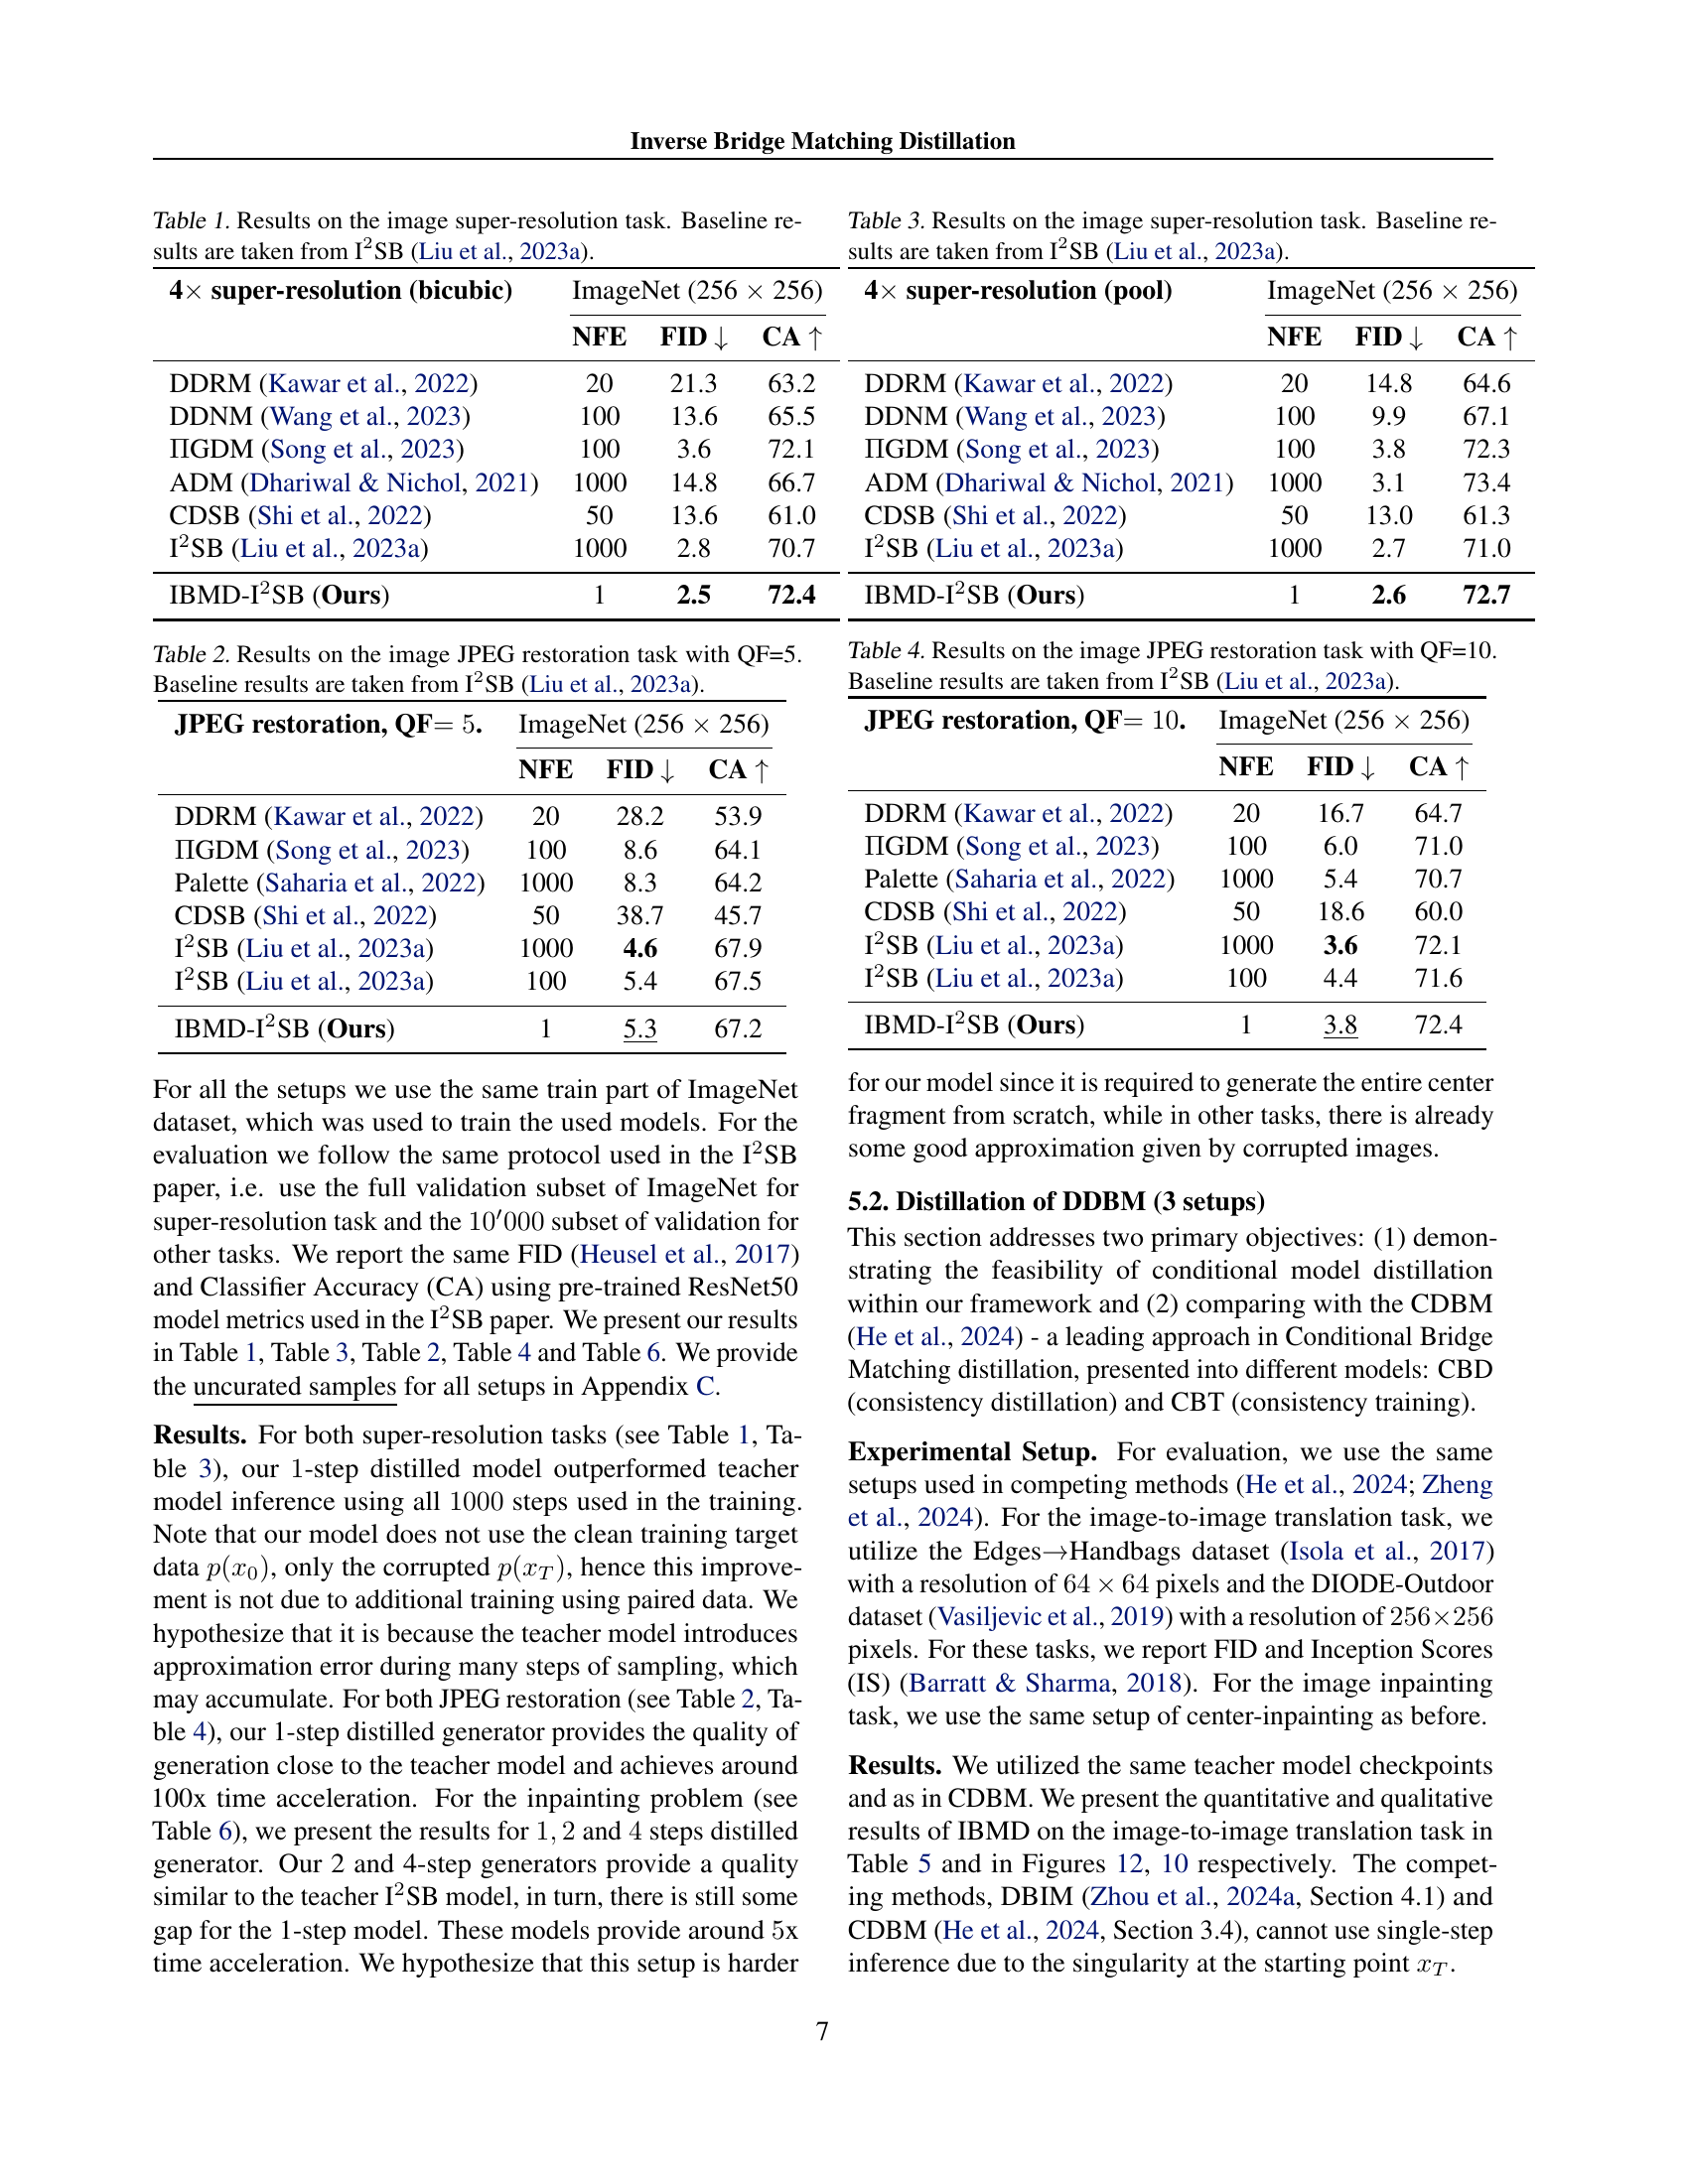 Inverse Bridge Matching Distillation
Table 1. Results on the image super-resolution task. Baseline re-
sults are taken from I²SB (Liu et al., 2023a).
4× super-resolution (bicubic) ImageNet (256 × 256)
NFE FID ↓ CA ↑
DDRM (Kawar et al., 2022) 20 21.3 63.2
DDNM (Wang et al., 2023) 100 13.6 65.5
ΠGDM (Song et al., 2023) 100 3.6 72.1
ADM (Dhariwal & Nichol, 2021) 1000 14.8 66.7
CDSB (Shi et al., 2022) 50 13.6 61.0
I²SB (Liu et al., 2023a) 1000 2.8 70.7
IBMD-I²SB (Ours) 1 2.5 72.4
Table 2. Results on the image JPEG restoration task with QF=5.
Baseline results are taken from I²SB (Liu et al., 2023a).
JPEG restoration, QF= 5. ImageNet (256 × 256)
NFE FID ↓ CA ↑
DDRM (Kawar et al., 2022) 20 28.2 53.9
ΠGDM (Song et al., 2023) 100 8.6 64.1
Palette (Saharia et al., 2022) 1000 8.3 64.2
CDSB (Shi et al., 2022) 50 38.7 45.7
I²SB (Liu et al., 2023a) 1000 4.6 67.9
I²SB (Liu et al., 2023a) 100 5.4 67.5
IBMD-I²SB (Ours) 1 5.3 67.2
For all the setups we use the same train part of ImageNet
dataset, which was used to train the used models. For the
evaluation we follow the same protocol used in the I²SB
paper, i.e. use the full validation subset of ImageNet for
super-resolution task and the 10′000 subset of validation for
other tasks. We report the same FID (Heusel et al., 2017)
and Classifier Accuracy (CA) using pre-trained ResNet50
model metrics used in the I²SB paper. We present our results
in Table 1, Table 3, Table 2, Table 4 and Table 6. We provide
the uncurated samples for all setups in Appendix C.
Results. For both super-resolution tasks (see Table 1, Ta-
ble 3), our 1-step distilled model outperformed teacher
model inference using all 1000 steps used in the training.
Note that our model does not use the clean training target
data p(x₀), only the corrupted p(x_T), hence this improve-
ment is not due to additional training using paired data. We
hypothesize that it is because the teacher model introduces
approximation error during many steps of sampling, which
may accumulate. For both JPEG restoration (see Table 2, Ta-
ble 4), our 1-step distilled generator provides the quality of
generation close to the teacher model and achieves around
100x time acceleration. For the inpainting problem (see
Table 6), we present the results for 1, 2 and 4 steps distilled
generator. Our 2 and 4-step generators provide a quality
similar to the teacher I²SB model, in turn, there is still some
gap for the 1-step model. These models provide around 5x
time acceleration. We hypothesize that this setup is harder
Table 3. Results on the image super-resolution task. Baseline re-
sults are taken from I²SB (Liu et al., 2023a).
4× super-resolution (pool) ImageNet (256 × 256)
NFE FID ↓ CA ↑
DDRM (Kawar et al., 2022) 20 14.8 64.6
DDNM (Wang et al., 2023) 100 9.9 67.1
ΠGDM (Song et al., 2023) 100 3.8 72.3
ADM (Dhariwal & Nichol, 2021) 1000 3.1 73.4
CDSB (Shi et al., 2022) 50 13.0 61.3
I²SB (Liu et al., 2023a) 1000 2.7 71.0
IBMD-I²SB (Ours) 1 2.6 72.7
Table 4. Results on the image JPEG restoration task with QF=10.
Baseline results are taken from I²SB (Liu et al., 2023a).
JPEG restoration, QF= 10. ImageNet (256 × 256)
NFE FID ↓ CA ↑
DDRM (Kawar et al., 2022) 20 16.7 64.7
ΠGDM (Song et al., 2023) 100 6.0 71.0
Palette (Saharia et al., 2022) 1000 5.4 70.7
CDSB (Shi et al., 2022) 50 18.6 60.0
I²SB (Liu et al., 2023a) 1000 3.6 72.1
I²SB (Liu et al., 2023a) 100 4.4 71.6
IBMD-I²SB (Ours) 1 3.8 72.4
for our model since it is required to generate the entire center
fragment from scratch, while in other tasks, there is already
some good approximation given by corrupted images.
5.2. Distillation of DDBM (3 setups)
This section addresses two primary objectives: (1) demon-
strating the feasibility of conditional model distillation
within our framework and (2) comparing with the CDBM
(He et al., 2024) - a leading approach in Conditional Bridge
Matching distillation, presented into different models: CBD
(consistency distillation) and CBT (consistency training).
Experimental Setup. For evaluation, we use the same
setups used in competing methods (He et al., 2024; Zheng
et al., 2024). For the image-to-image translation task, we
utilize the Edges→Handbags dataset (Isola et al., 2017)
with a resolution of 64 × 64 pixels and the DIODE-Outdoor
dataset (Vasiljevic et al., 2019) with a resolution of 256×256
pixels. For these tasks, we report FID and Inception Scores
(IS) (Barratt & Sharma, 2018). For the image inpainting
task, we use the same setup of center-inpainting as before.
Results. We utilized the same teacher model checkpoints
and as in CDBM. We present the quantitative and qualitative
results of IBMD on the image-to-image translation task in
Table 5 and in Figures 12, 10 respectively. The compet-
ing methods, DBIM (Zhou et al., 2024a, Section 4.1) and
CDBM (He et al., 2024, Section 3.4), cannot use single-step
inference due to the singularity at the starting point x_T.
7